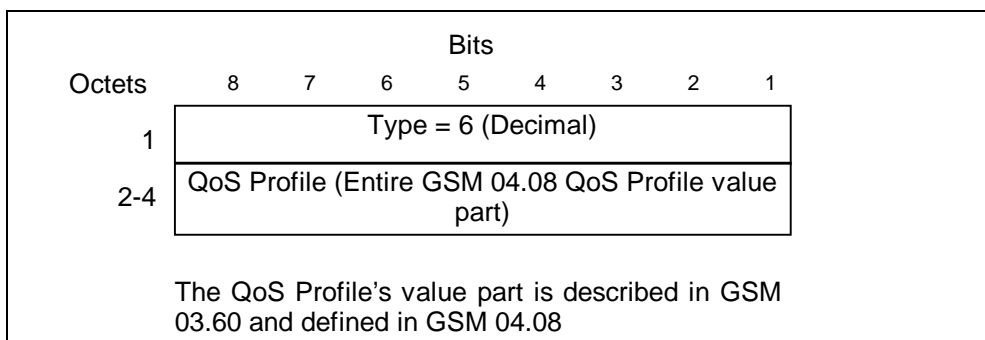 Bits
Octets 8 7 6 5 4 3 2 1
1 Type = 6 (Decimal)
2-4 QoS Profile (Entire GSM 04.08 QoS Profile value
part)
The QoS Profile's value part is described in GSM
03.60 and defined in GSM 04.08